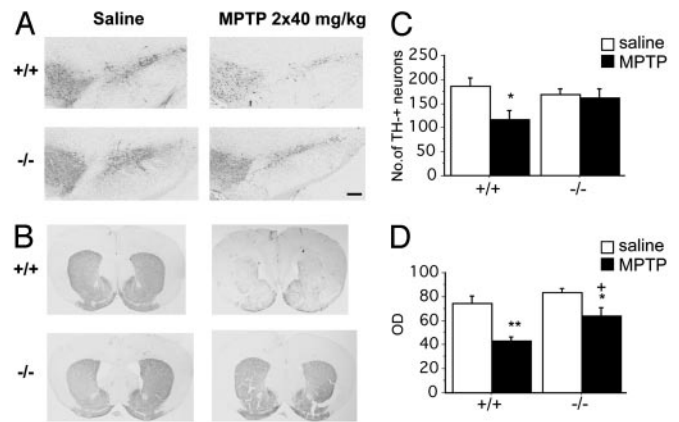 A
Saline
MPTP 2x40 mg/kg
+/+
-/-
B
+/+
-/-
C
saline
MPTP
No.of TH-+ neurons
250
200
150
100
50
0
*
+/+
-/-
D
saline
MPTP
OD
100
80
60
40
20
0
**
+
*
+/+
-/-